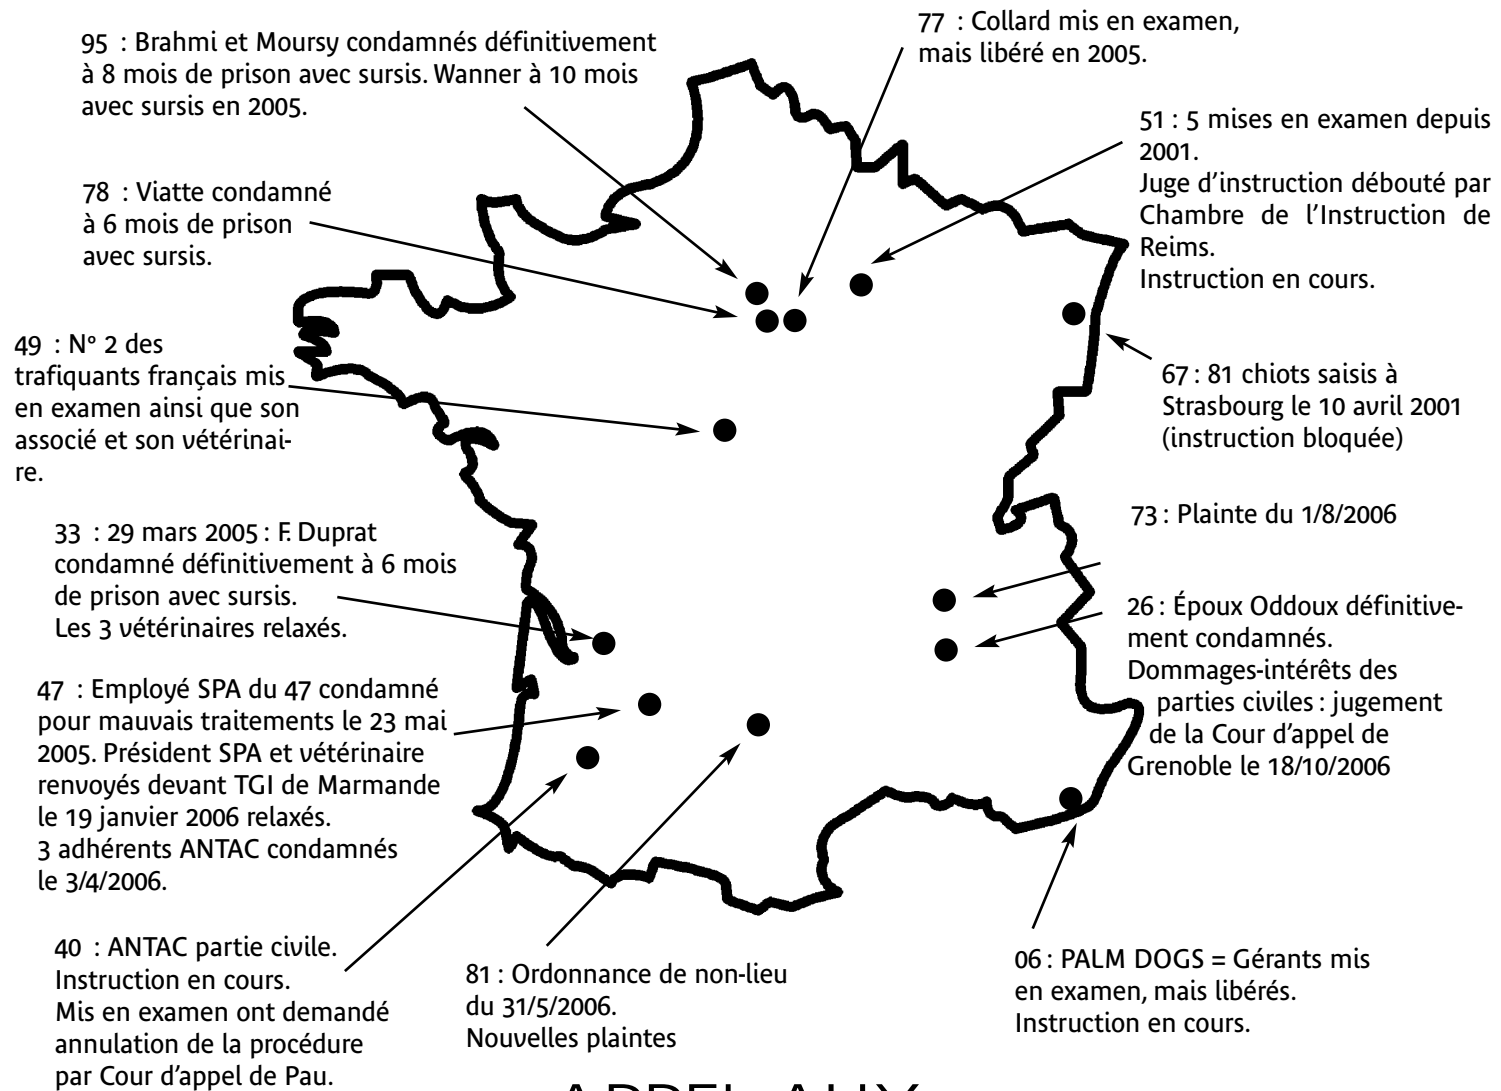 95 : Brahmi et Moursy condamnés définitivement
à 8 mois de prison avec sursis. Wanner à 10 mois
avec sursis en 2005.
77 : Collard mis en examen,
mais libéré en 2005.
51 : 5 mises en examen depuis
2001.
Juge d’instruction débouté par
Chambre de l’Instruction de
Reims.
Instruction en cours.
78 : Viatte condamné
à 6 mois de prison
avec sursis.
49 : N° 2 des
trafiquants français mis
en examen ainsi que son
associé et son vétérinai-
re.
67 : 81 chiots saisis à
Strasbourg le 10 avril 2001
(instruction bloquée)
73 : Plainte du 1/8/2006
33 : 29 mars 2005 : F. Duprat
condamné définitivement à 6 mois
de prison avec sursis.
Les 3 vétérinaires relaxés.
26 : Époux Oddoux définitive-
ment condamnés.
Dommages-intérêts des
parties civiles : jugement
de la Cour d’appel de
Grenoble le 18/10/2006
47 : Employé SPA du 47 condamné
pour mauvais traitements le 23 mai
2005. Président SPA et vétérinaire
renvoyés devant TGI de Marmande
le 19 janvier 2006 relaxés.
3 adhérents ANTAC condamnés
le 3/4/2006.
40 : ANTAC partie civile.
Instruction en cours.
Mis en examen ont demandé
annulation de la procédure
par Cour d’appel de Pau.
81 : Ordonnance de non-lieu
du 31/5/2006.
Nouvelles plaintes
06 : PALM DOGS = Gérants mis
en examen, mais libérés.
Instruction en cours.
APPEL AUX